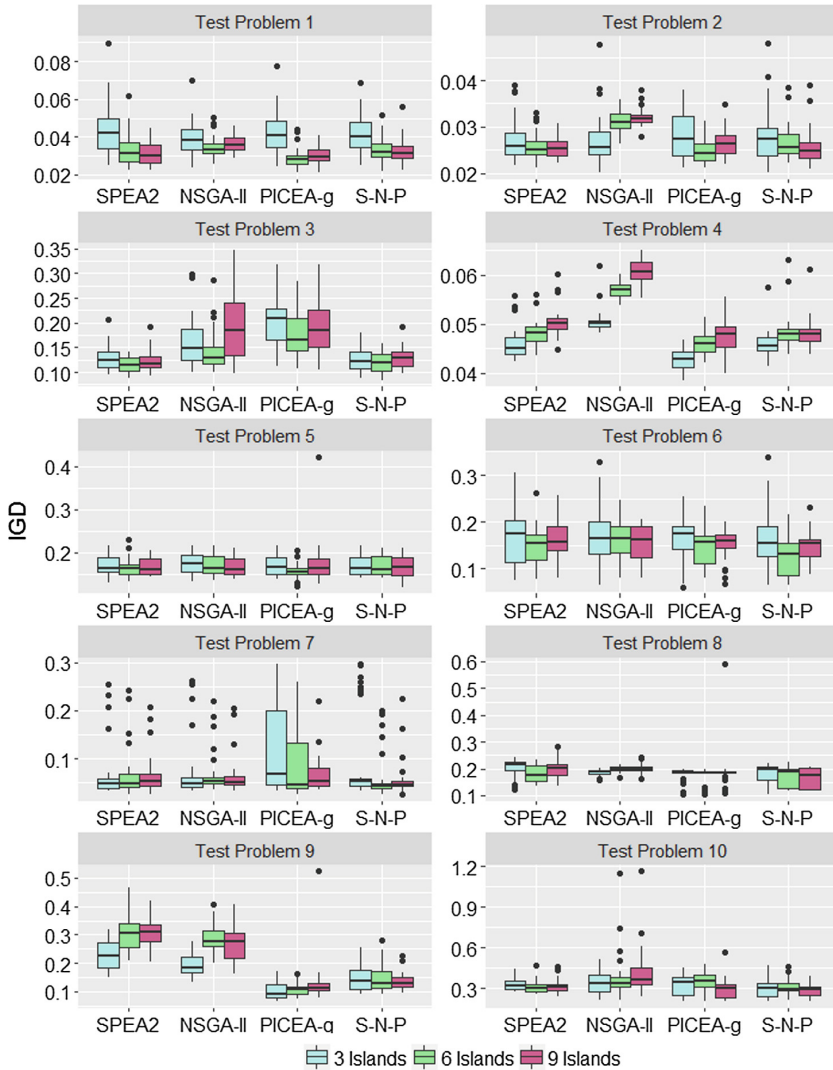 Test Problem 1
Test Problem 2
0.08
0.06
0.04
0.02
0.04
0.03
0.02
SPEA2 NSGA-II PICEA-g S-N-P
SPEA2 NSGA-II PICEA-g S-N-P
Test Problem 3
Test Problem 4
0.35
0.30
0.25
0.20
0.15
0.10
0.06
0.05
0.04
SPEA2 NSGA-II PICEA-g S-N-P
SPEA2 NSGA-II PICEA-g S-N-P
Test Problem 5
Test Problem 6
0.4
0.3
0.2
0.3
0.2
0.1
IGD
SPEA2 NSGA-II PICEA-g S-N-P
SPEA2 NSGA-II PICEA-g S-N-P
Test Problem 7
Test Problem 8
0.3
0.2
0.1
0.6
0.5
0.4
0.3
0.2
0.1
SPEA2 NSGA-II PICEA-g S-N-P
SPEA2 NSGA-II PICEA-g S-N-P
Test Problem 9
Test Problem 10
0.5
0.4
0.3
0.2
0.1
1.2
0.9
0.6
0.3
SPEA2 NSGA-II PICEA-g S-N-P
SPEA2 NSGA-II PICEA-g S-N-P
3 Islands 6 Islands 9 Islands